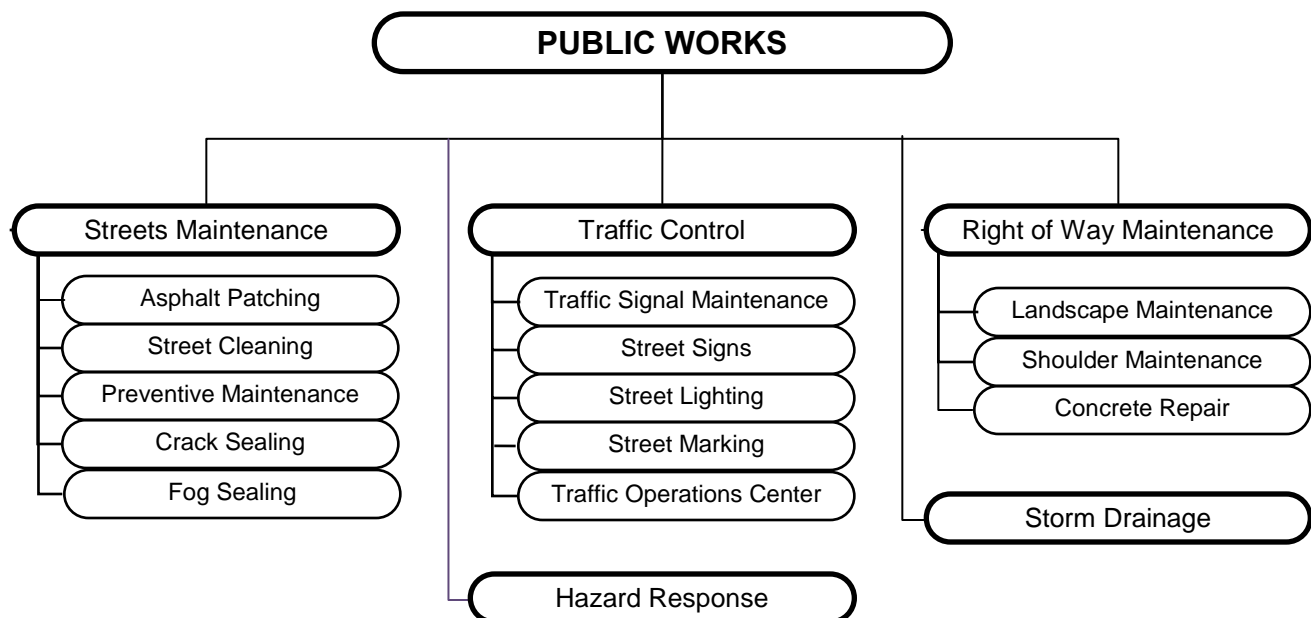 PUBLIC WORKS
Streets Maintenance
Asphalt Patching
Street Cleaning
Preventive Maintenance
Crack Sealing
Fog Sealing
Traffic Control
Traffic Signal Maintenance
Street Signs
Street Lighting
Street Marking
Traffic Operations Center
Hazard Response
Right of Way Maintenance
Landscape Maintenance
Shoulder Maintenance
Concrete Repair
Storm Drainage